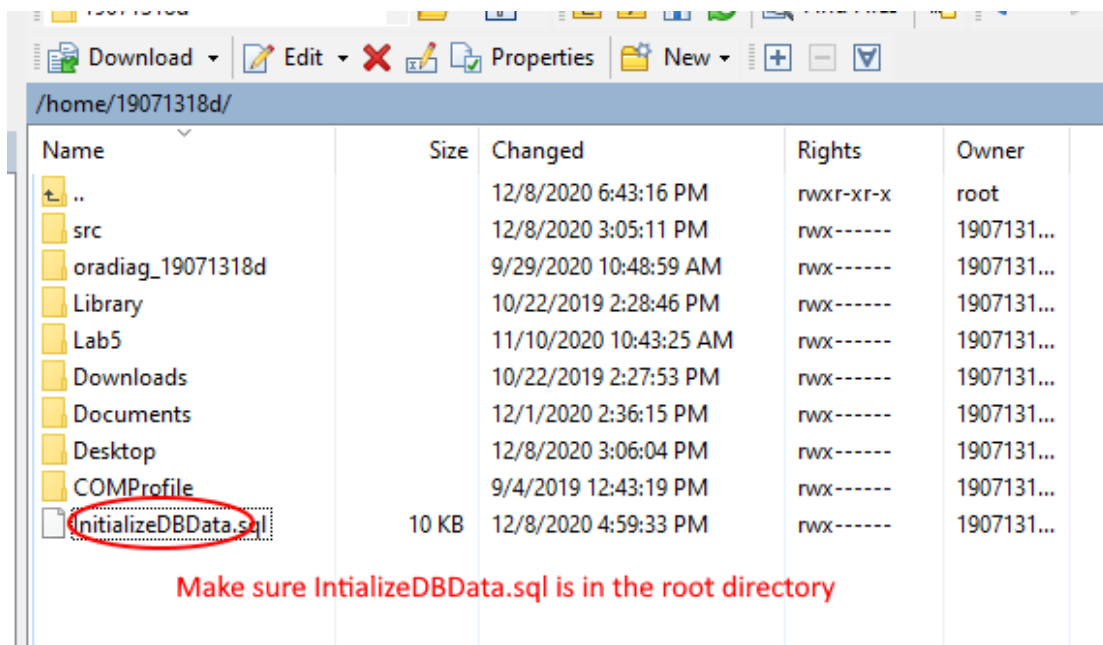 Download Edit Properties New
/home/19071318d/
Name Size Changed Rights Owner
.. 12/8/2020 6:43:16 PM rwxr-xr-x root
src 12/8/2020 3:05:11 PM rwx------ 1907131...
oradiag_19071318d 9/29/2020 10:48:59 AM rwx------ 1907131...
Library 10/22/2019 2:28:46 PM rwx------ 1907131...
Lab5 11/10/2020 10:43:25 AM rwx------ 1907131...
Downloads 10/22/2019 2:27:53 PM rwx------ 1907131...
Documents 12/1/2020 2:36:15 PM rwx------ 1907131...
Desktop 12/8/2020 3:06:04 PM rwx------ 1907131...
COMProfile 9/4/2019 12:43:19 PM rwx------ 1907131...
InitializeDBData.sql 10 KB 12/8/2020 4:59:33 PM rwx------ 1907131...
Make sure IntializeDBData.sql is in the root directory